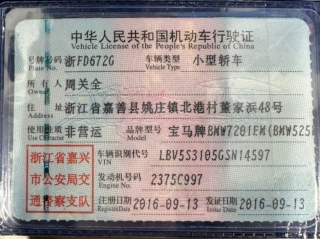 中华人民共和国机动车行驶证
Vehicle License of the People's Republic of China
号牌号码 浙FD672G 车辆类型 小型轿车
Plate No. Vehicle Type
所有人 周关全
Owner
住址 浙江省嘉善县姚庄镇北港村董家浜48号
Address
使用性质 非营运 品牌型号 宝马牌BMW7201EM(BMW525
Use Character Model
浙江省嘉兴 车辆识别代号 LBV5S3105GSN14597
VIN
市公安局交 发动机号码 2375C997
Engine No.
通警察支队 注册日期 2016-09-13 发证日期 2016-09-13
Register Date Issue Date